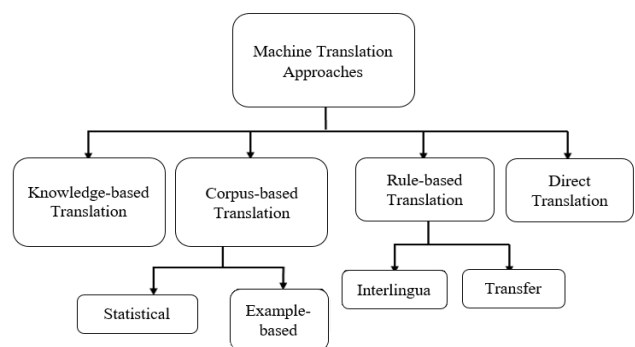 Machine Translation
Approaches
Knowledge-based
Translation
Corpus-based
Translation
Rule-based
Translation
Direct
Translation
Statistical
Example-
based
Interlingua
Transfer